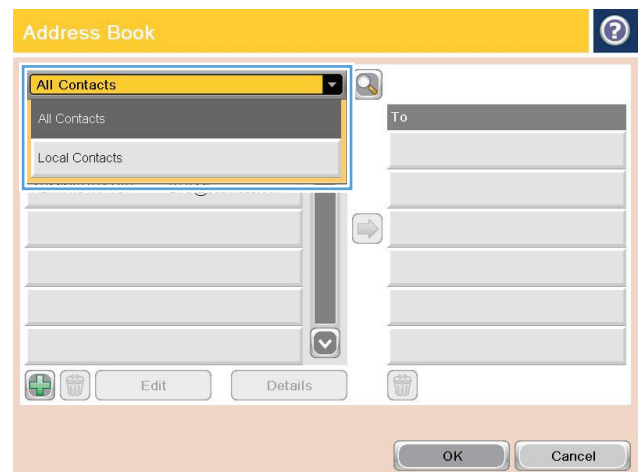 Address Book
?
All Contacts
All Contacts
Local Contacts
To
Edit
Details
OK
Cancel